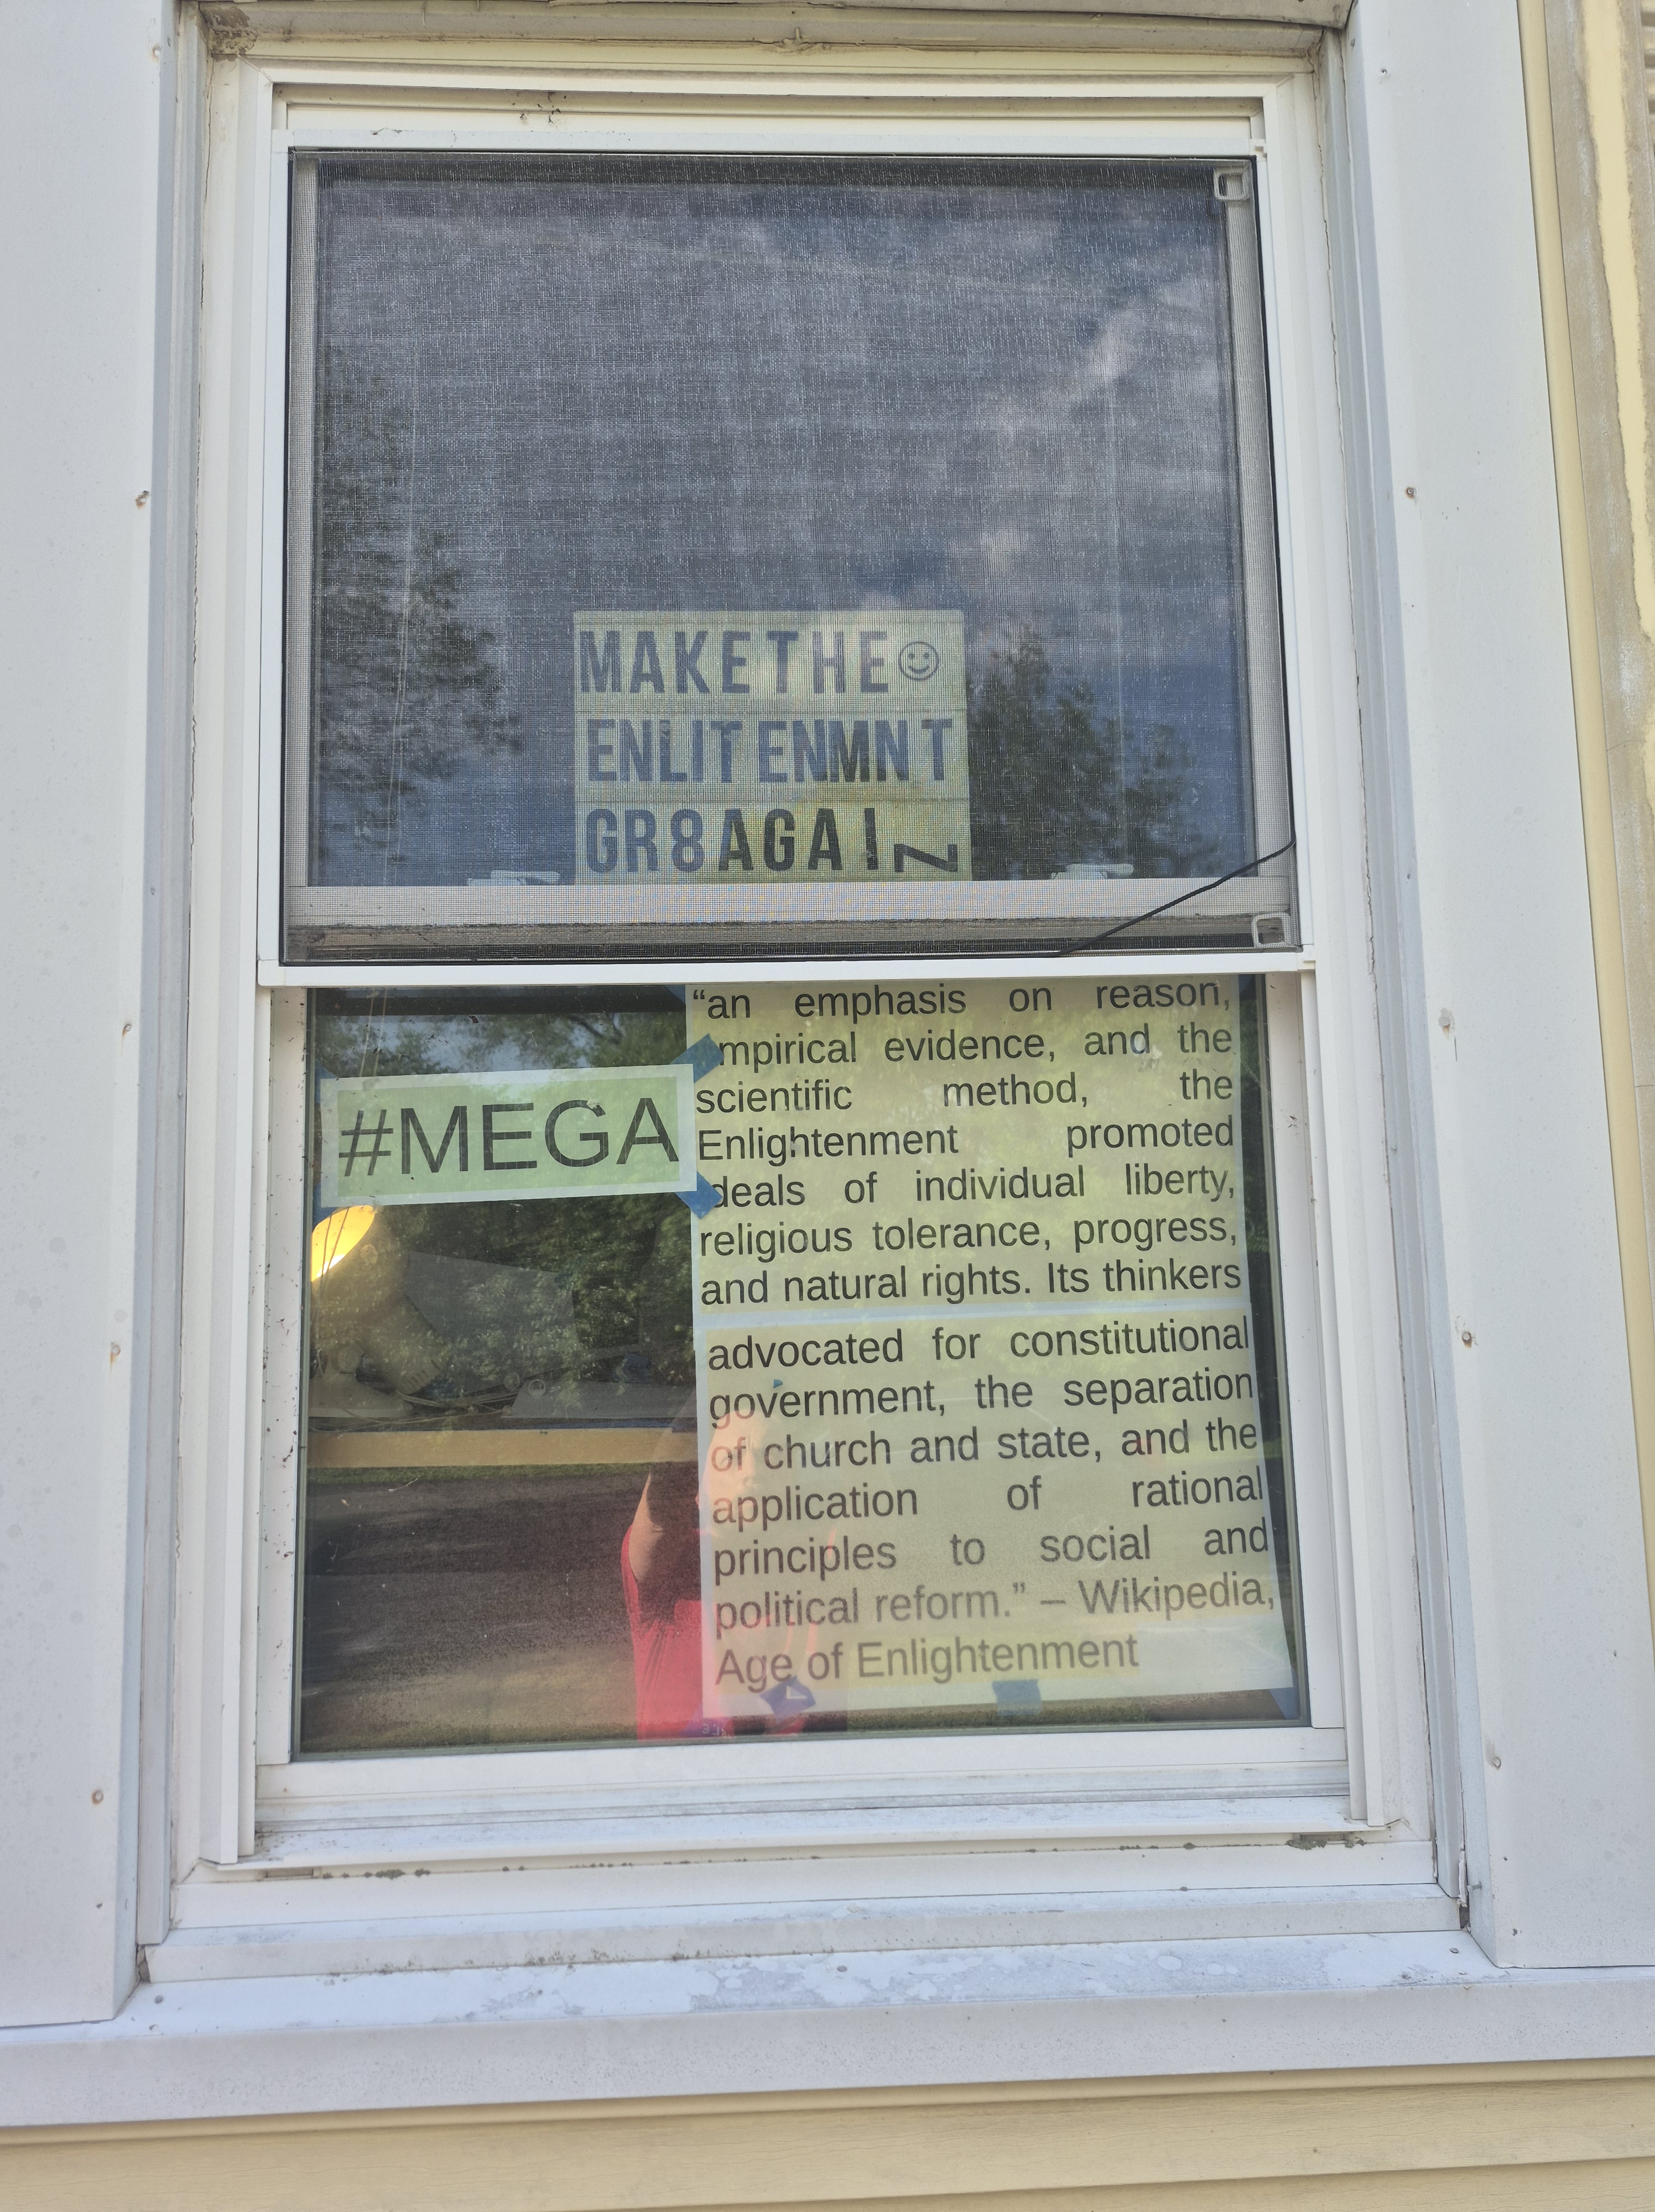 MAKE THE ☺
ENLITENMNT
GR8 AGAIN
#MEGA
“an emphasis on reason,
mpirical evidence, and the
scientific method, the
Enlightenment promoted
deals of individual liberty,
religious tolerance, progress,
and natural rights. Its thinkers
advocated for constitutional
government, the separation
of church and state, and the
application of rational
principles to social and
political reform.” – Wikipedia,
Age of Enlightenment